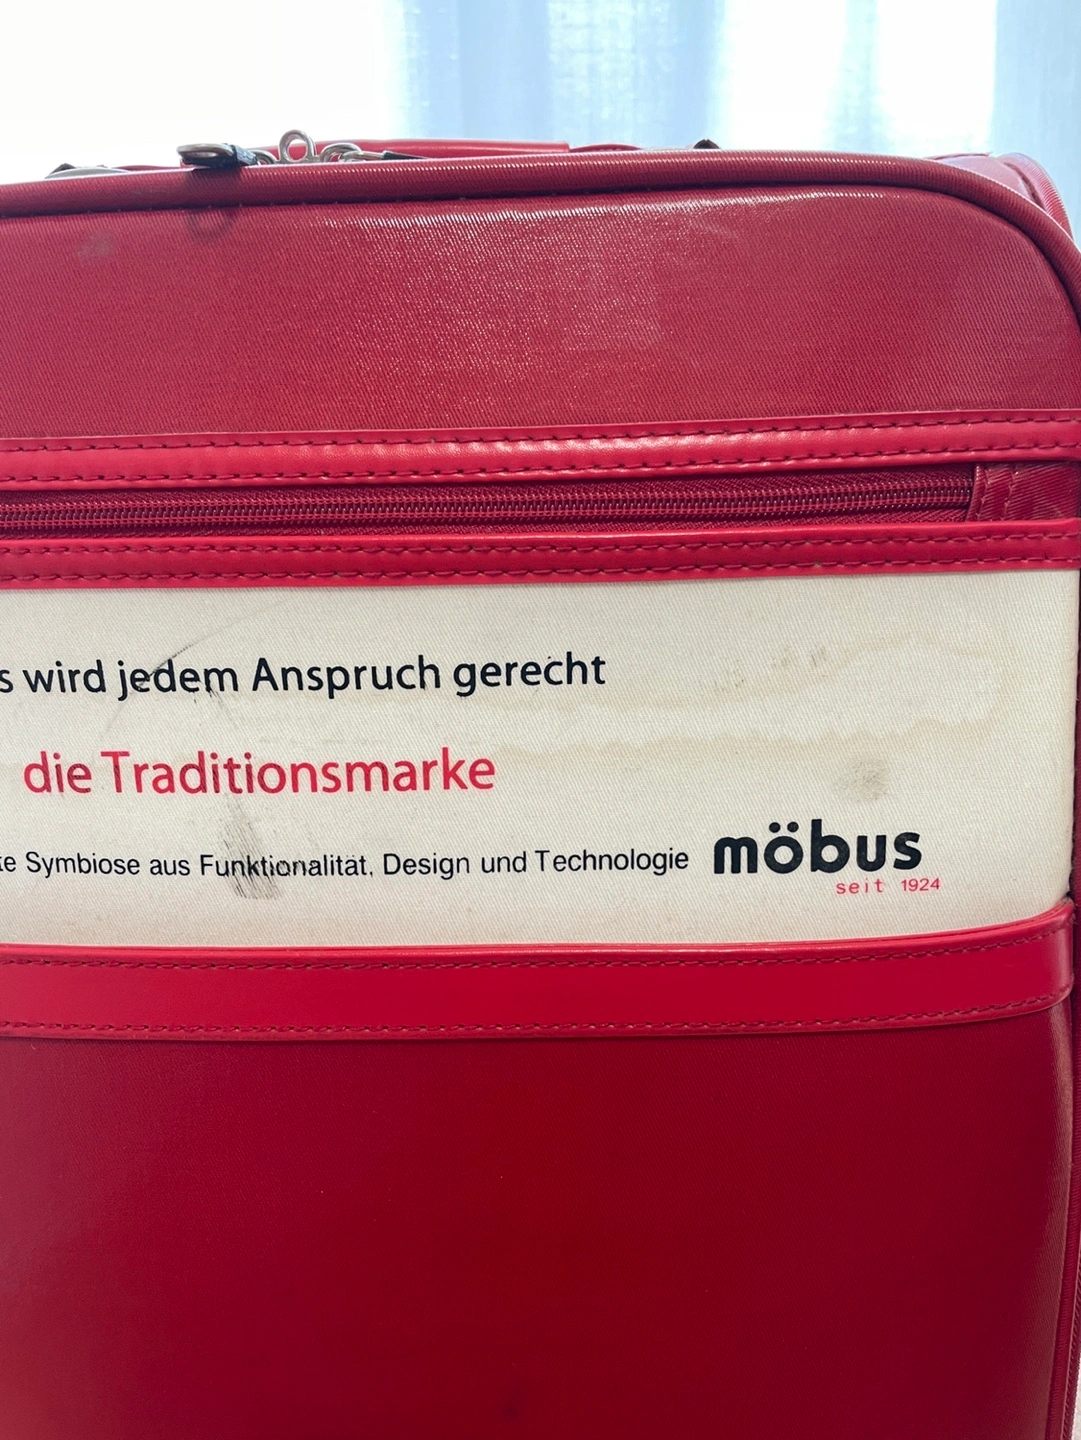 wird jedem Anspruch gerecht
die Traditionsmarke
Symbiose aus Funktionalität, Design und Technologie
möbus
seit 1924